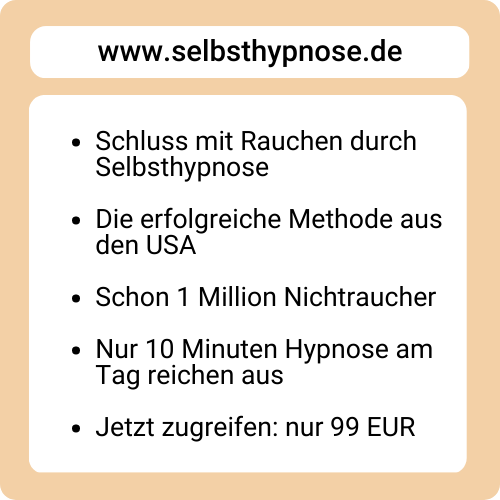 www.selbsthypnose.de
• Schluss mit Rauchen durch
Selbsthypnose
• Die erfolgreiche Methode aus
den USA
• Schon 1 Million Nichtraucher
• Nur 10 Minuten Hypnose am
Tag reichen aus
• Jetzt zugreifen: nur 99 EUR